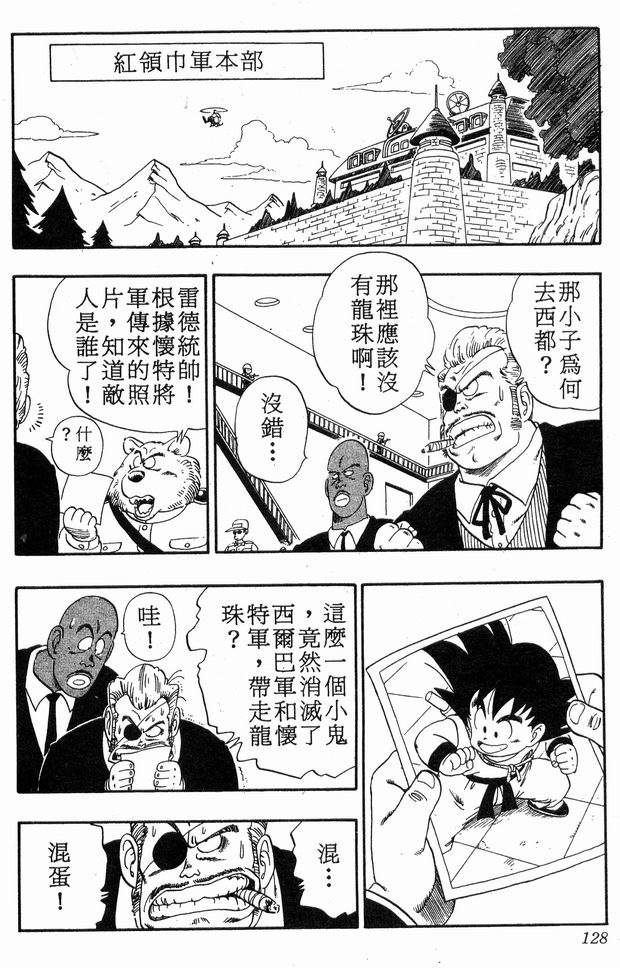 紅領巾軍本部
那小子爲何
去西都？
那裡應該沒
有龍珠啊！
沒錯…
雷德統帥！
根據懷特將
軍傳來的照
片，知道敵
人是誰了！
什麼
？
這麼一個小鬼
，竟然消滅了
西爾巴軍和懷
特軍，帶走龍
珠？
哇！
混…
混蛋！
128